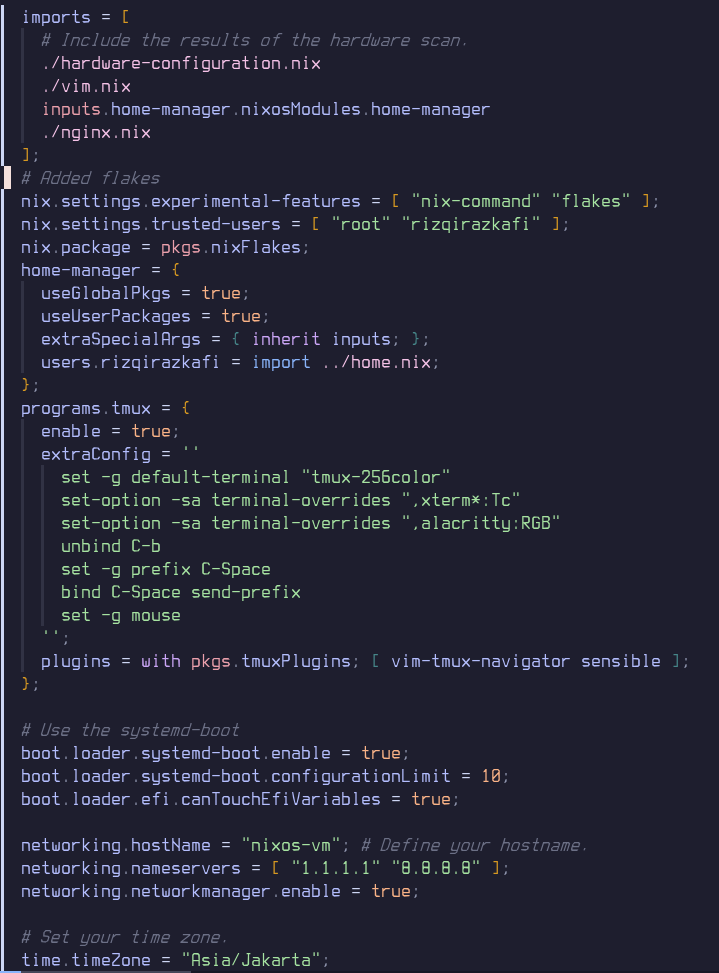 imports = [
  # Include the results of the hardware scan.
  ./hardware-configuration.nix
  ./vim.nix
  inputs.home-manager.nixosModules.home-manager
  ./nginx.nix
];
# Added flakes
nix.settings.experimental-features = [ "nix-command" "flakes" ];
nix.settings.trusted-users = [ "root" "rizqirazkafi" ];
nix.package = pkgs.nixFlakes;
home-manager = {
  useGlobalPkgs = true;
  useUserPackages = true;
  extraSpecialArgs = { inherit inputs; };
  users.rizqirazkafi = import ../home.nix;
};
programs.tmux = {
  enable = true;
  extraConfig = ''
    set -g default-terminal "tmux-256color"
    set-option -sa terminal-overrides ",xterm*:Tc"
    set-option -sa terminal-overrides ",alacritty:RGB"
    unbind C-b
    set -g prefix C-Space
    bind C-Space send-prefix
    set -g mouse
  '';
  plugins = with pkgs.tmuxPlugins; [ vim-tmux-navigator sensible ];
};

# Use the systemd-boot
boot.loader.systemd-boot.enable = true;
boot.loader.systemd-boot.configurationLimit = 10;
boot.loader.efi.canTouchEfiVariables = true;

networking.hostName = "nixos-vm"; # Define your hostname.
networking.nameservers = [ "1.1.1.1" "8.8.8.8" ];
networking.networkmanager.enable = true;

# Set your time zone.
time.timeZone = "Asia/Jakarta";